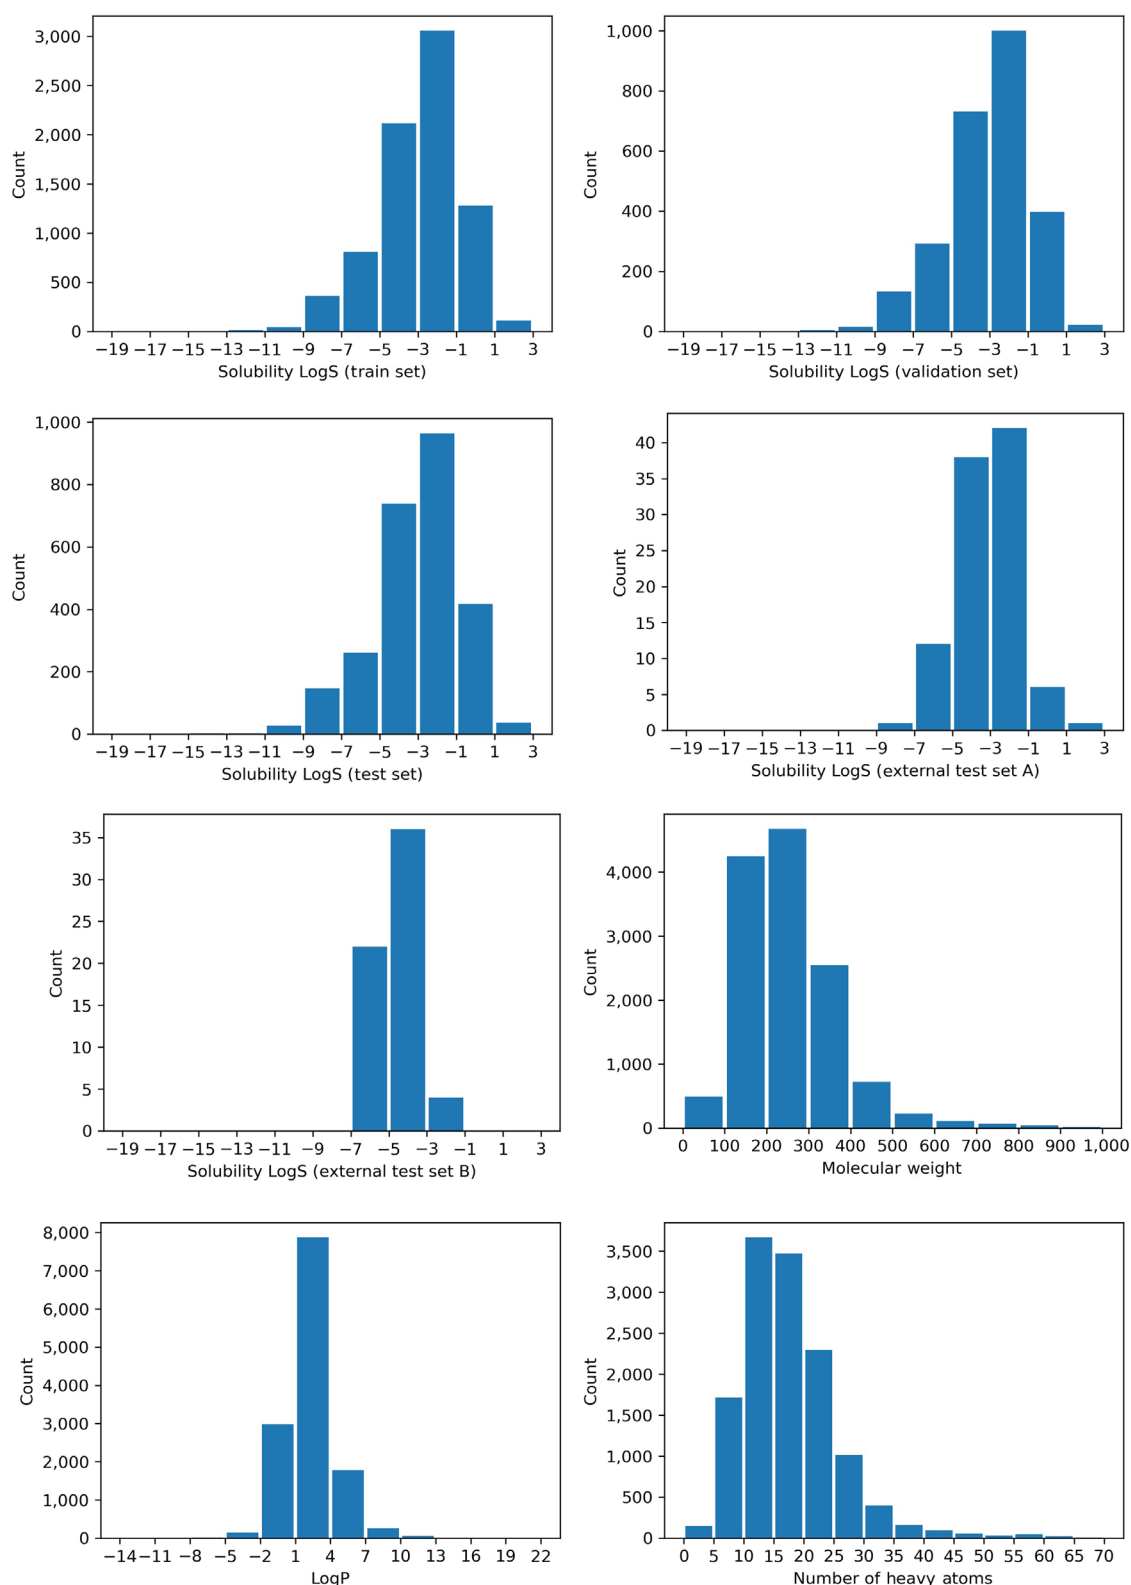 3,000
2,500
2,000
1,500
1,000
500
0
Count
−19 −17 −15 −13 −11 −9 −7 −5 −3 −1 1 3
Solubility LogS (train set)
1,000
800
600
400
200
0
Count
−19 −17 −15 −13 −11 −9 −7 −5 −3 −1 1 3
Solubility LogS (validation set)
1,000
800
600
400
200
0
Count
−19 −17 −15 −13 −11 −9 −7 −5 −3 −1 1 3
Solubility LogS (test set)
40
35
30
25
20
15
10
5
0
Count
−19 −17 −15 −13 −11 −9 −7 −5 −3 −1 1 3
Solubility LogS (external test set A)
35
30
25
20
15
10
5
0
Count
−19 −17 −15 −13 −11 −9 −7 −5 −3 −1 1 3
Solubility LogS (external test set B)
4,000
3,000
2,000
1,000
0
Count
0 100 200 300 400 500 600 700 800 900 1,000
Molecular weight
8,000
7,000
6,000
5,000
4,000
3,000
2,000
1,000
0
Count
−14 −11 −8 −5 −2 1 4 7 10 13 16 19 22
LogP
3,500
3,000
2,500
2,000
1,500
1,000
500
0
Count
0 5 10 15 20 25 30 35 40 45 50 55 60 65 70
Number of heavy atoms